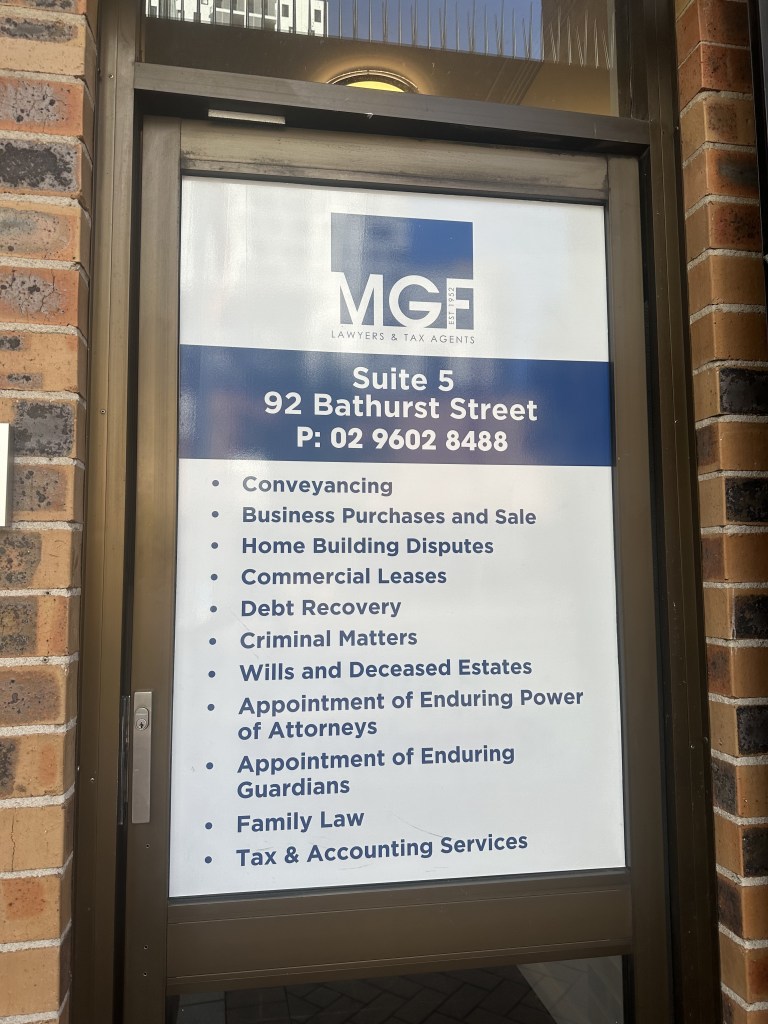 MGF
EST 1952
LAWYERS & TAX AGENTS
Suite 5
92 Bathurst Street
P: 02 9602 8488
• Conveyancing
• Business Purchases and Sale
• Home Building Disputes
• Commercial Leases
• Debt Recovery
• Criminal Matters
• Wills and Deceased Estates
• Appointment of Enduring Power
of Attorneys
• Appointment of Enduring
Guardians
• Family Law
• Tax & Accounting Services